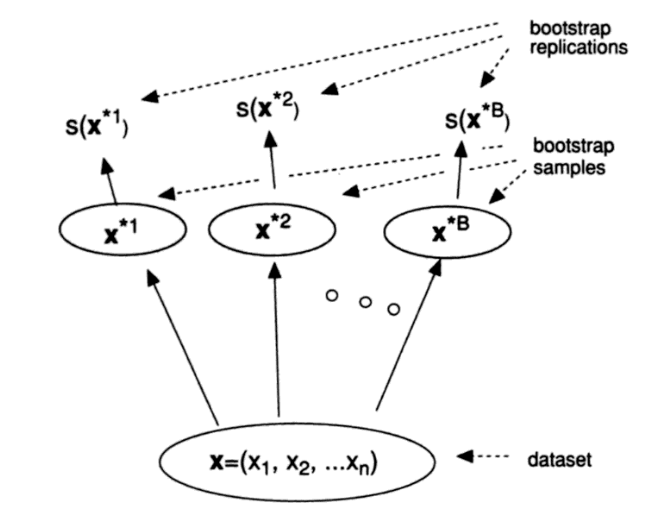 bootstrap
replications
s(x*1)
s(x*2)
s(x*B)
bootstrap
samples
x*1
x*2
x*B
x=(x1, x2, ...xn)
dataset